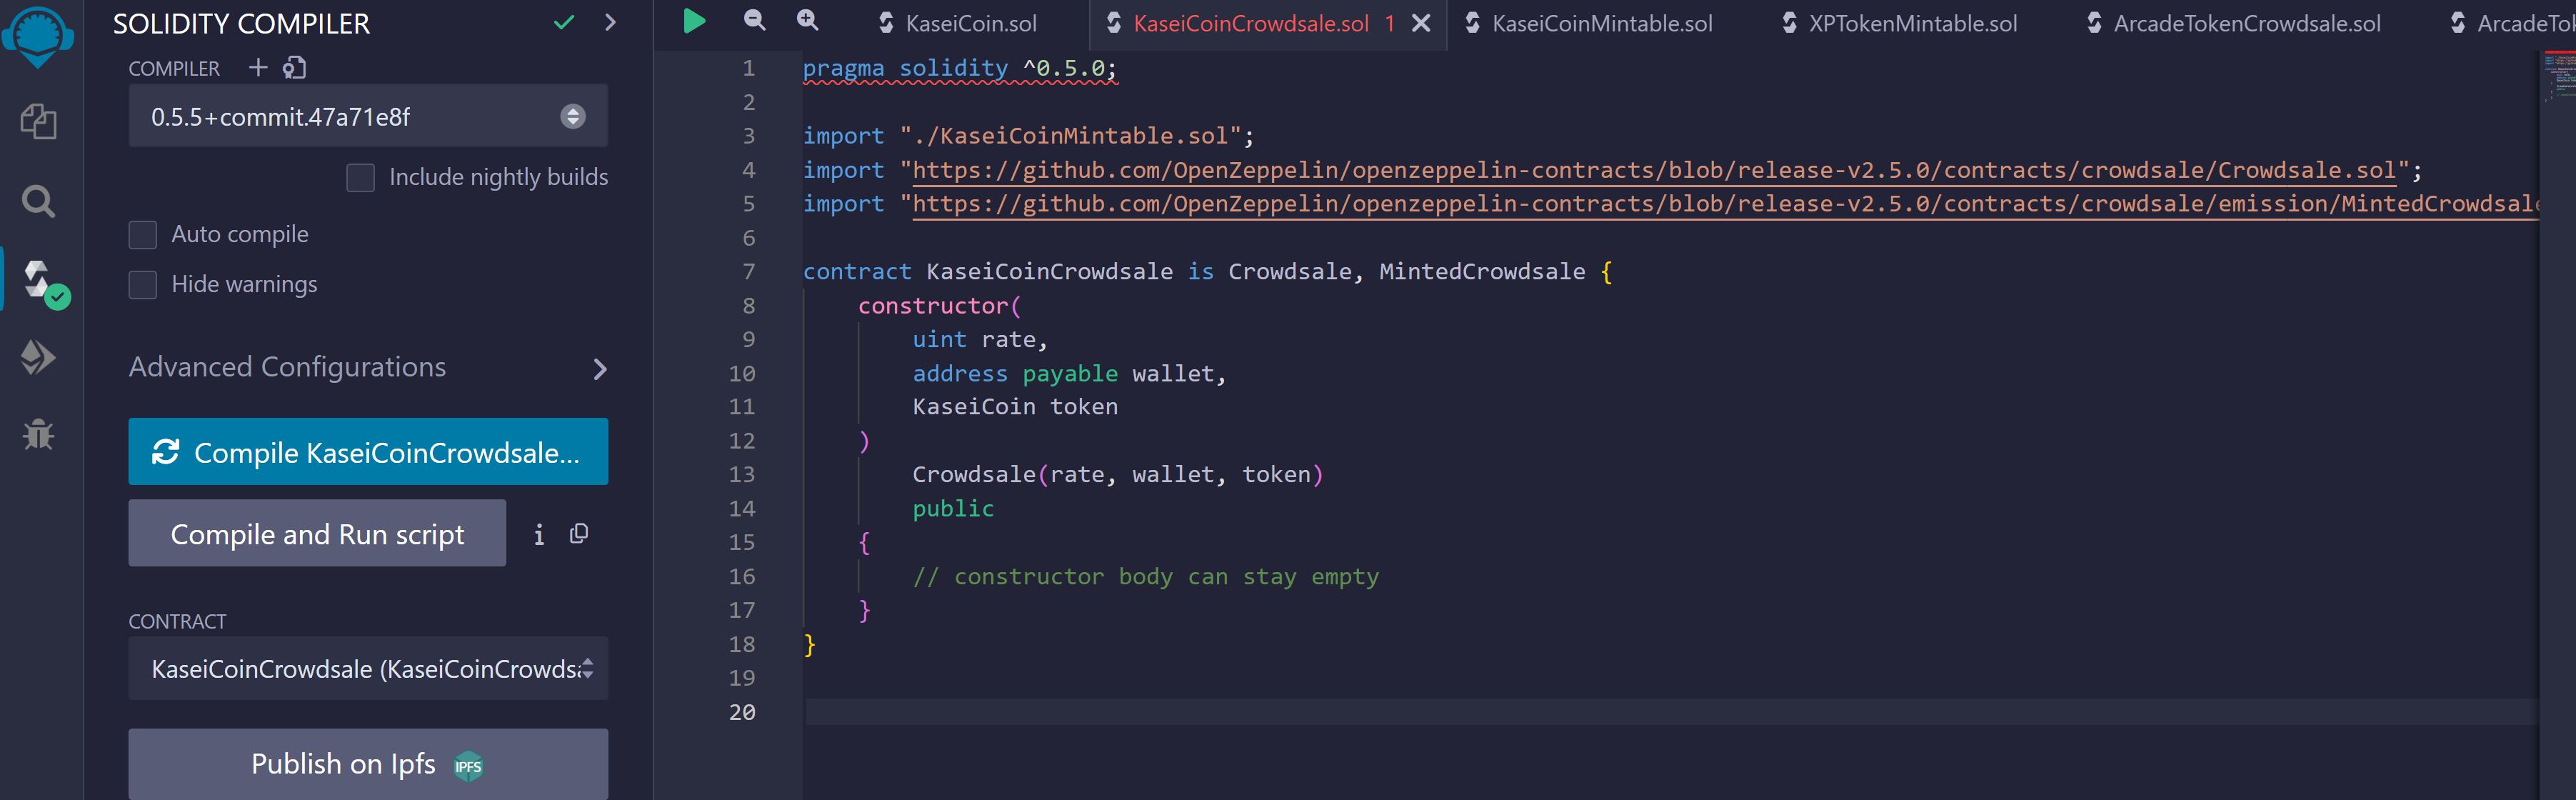 SOLIDITY COMPILER
COMPILER
0.5.5+commit.47a71e8f
Include nightly builds
Auto compile
Hide warnings
Advanced Configurations
Compile KaseiCoinCrowdsale...
Compile and Run script
CONTRACT
KaseiCoinCrowdsale (KaseiCoinCrowdsa
Publish on Ipfs IPFS
KaseiCoin.sol KaseiCoinCrowdsale.sol 1 KaseiCoinMintable.sol XPTokenMintable.sol ArcadeTokenCrowdsale.sol ArcadeTok
1 pragma solidity ^0.5.0;
2
3 import "./KaseiCoinMintable.sol";
4 import "https://github.com/OpenZeppelin/openzeppelin-contracts/blob/release-v2.5.0/contracts/crowdsale/Crowdsale.sol";
5 import "https://github.com/OpenZeppelin/openzeppelin-contracts/blob/release-v2.5.0/contracts/crowdsale/emission/MintedCrowdsale
6
7 contract KaseiCoinCrowdsale is Crowdsale, MintedCrowdsale {
8 constructor(
9 uint rate,
10 address payable wallet,
11 KaseiCoin token
12 )
13 Crowdsale(rate, wallet, token)
14 public
15 {
16 // constructor body can stay empty
17 }
18 }
19
20